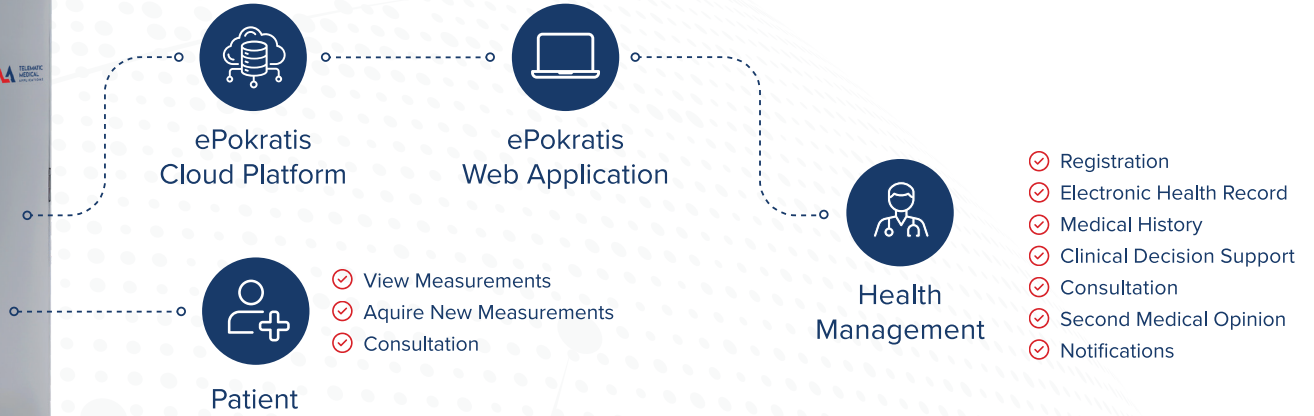 TELEMATIC
MEDICAL
ePokratis
Cloud Platform
ePokratis
Web Application
Registration
Electronic Health Record
Medical History
Clinical Decision Support
Consultation
Second Medical Opinion
Notifications
Health
Management
View Measurements
Aquire New Measurements
Consultation
Patient